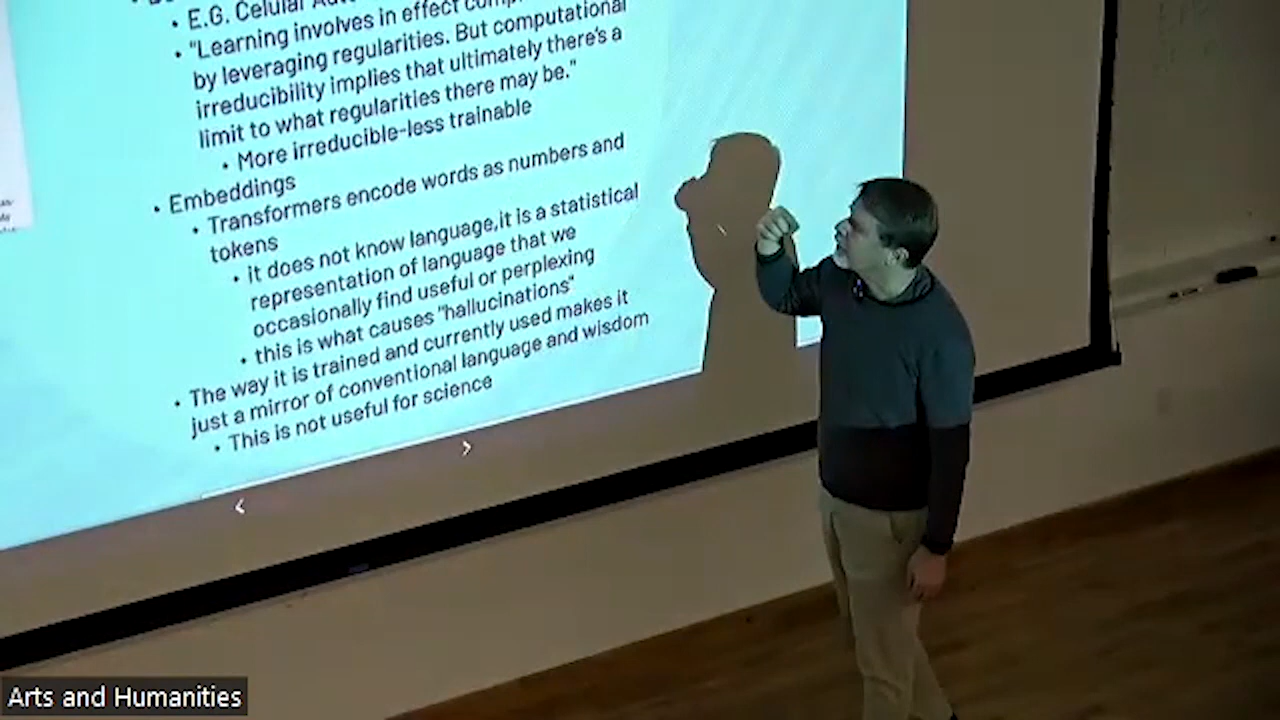 • E.G. Celular
• "Learning involves in effect
by leveraging regularities. But computational
irreducibility implies that ultimately there's a
limit to what regularities there may be."
• More irreducible-less trainable
• Embeddings
• Transformers encode words as numbers and
tokens
• it does not know language,it is a statistical
representation of language that we
occasionally find useful or perplexing
• this is what causes "hallucinations"
• The way it is trained and currently used makes it
just a mirror of conventional language and wisdom
• This is not useful for science
Arts and Humanities